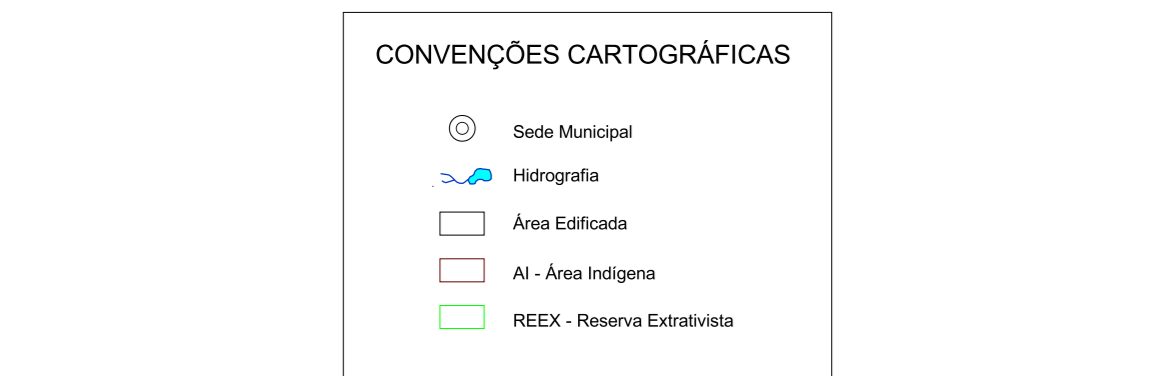 CONVENÇÕES CARTOGRÁFICAS
Sede Municipal
Hidrografia
Área Edificada
AI - Área Indígena
REEX - Reserva Extrativista